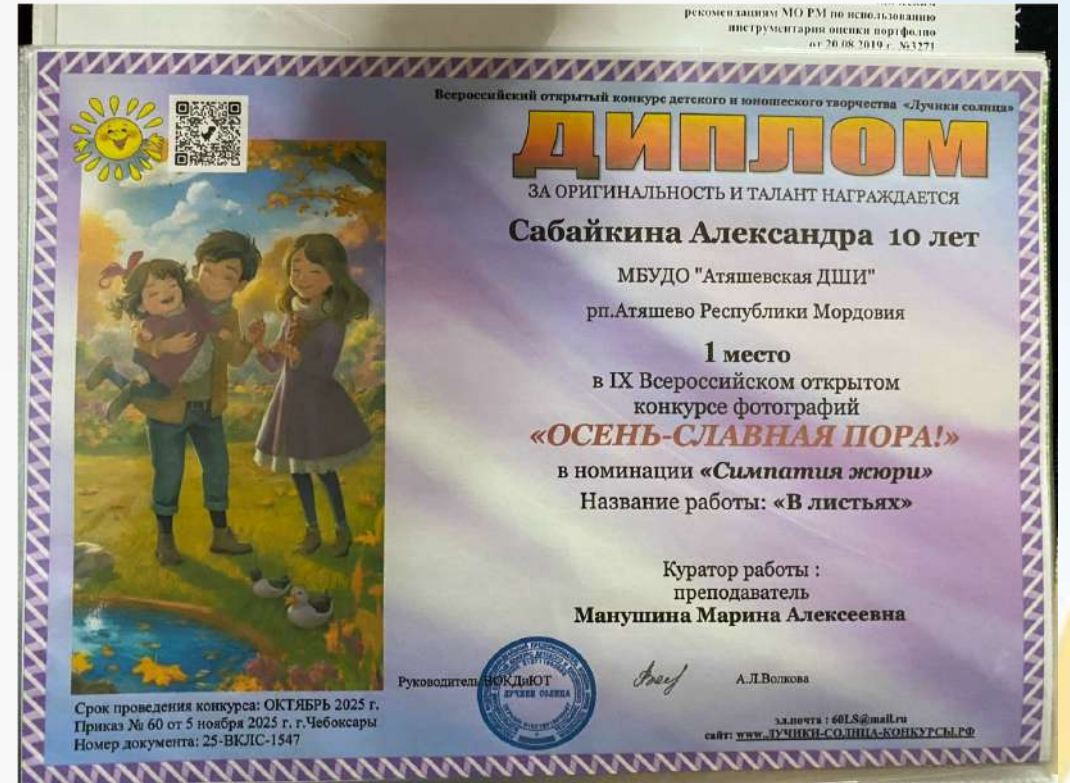 рекомендациям МО РМ по использованию
инструментария оценки портфолио
от 20.08.2019 г. №3271
Всероссийский открытый конкурс детского и юношеского творчества «Лучики солнца»
ДИПЛОМ
ЗА ОРИГИНАЛЬНОСТЬ И ТАЛАНТ НАГРАЖДАЕТСЯ
Сабайкина Александра 10 лет
МБУДО "Атяшевская ДШИ"
рп.Атяшево Республики Мордовия
1 место
в IX Всероссийском открытом
конкурсе фотографий
«ОСЕНЬ-СЛАВНАЯ ПОРА!»
в номинации «Симпатия жюри»
Название работы: «В листьях»
Куратор работы :
преподаватель
Манушина Марина Алексеевна
Руководитель ВОКДиЮТ
ЛУЧИКИ СОЛНЦА
А.Л.Волкова
Срок проведения конкурса: ОКТЯБРЬ 2025 г.
Приказ № 60 от 5 ноября 2025 г. г.Чебоксары
Номер документа: 25-ВКЛС-1547
эл.почта : 60LS@mail.ru
сайт: www.ЛУЧИКИ-СОЛНЦА-КОНКУРСЫ.РФ